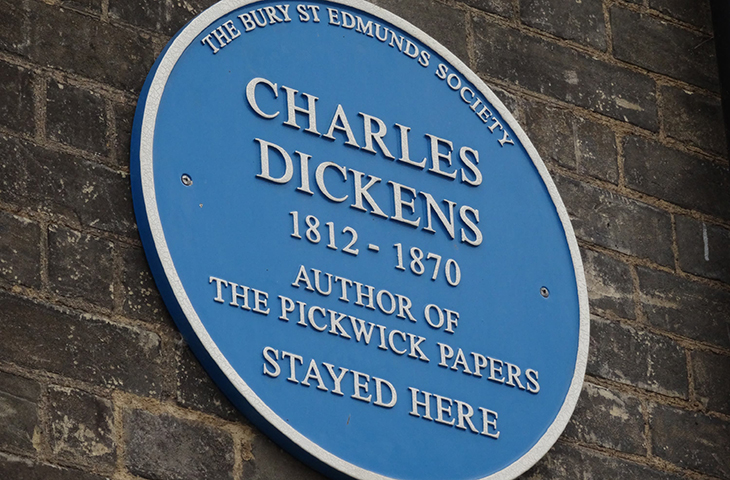 THE BURY ST EDMUNDS SOCIETY
CHARLES
DICKENS
1812 - 1870
AUTHOR OF
THE PICKWICK PAPERS
STAYED HERE